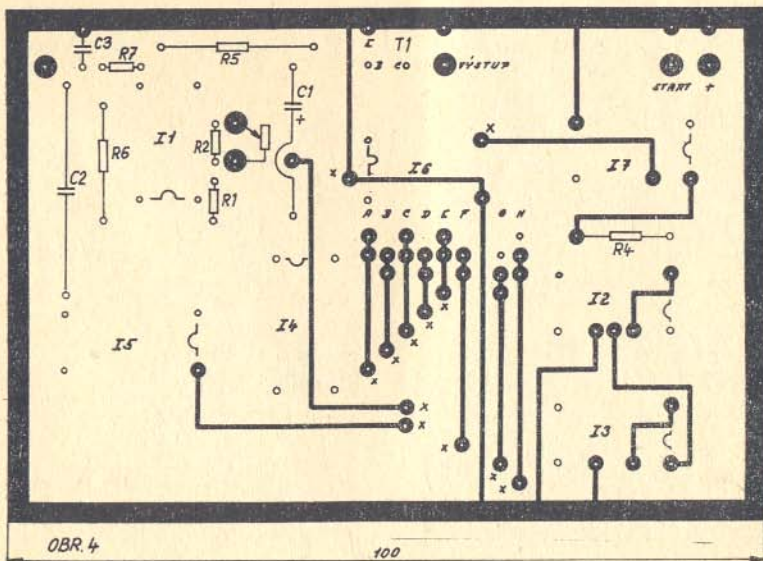 C3
R7
R5
E T1
B C
VÝSTUP
START +
C1
+
I1
R2
R6
C2
R1
I6
I7
x
x
A B C D E F G H
R4
I2
I4
I5
I3
x
x
x
x
x
x
x
x
x
x
OBR. 4
100